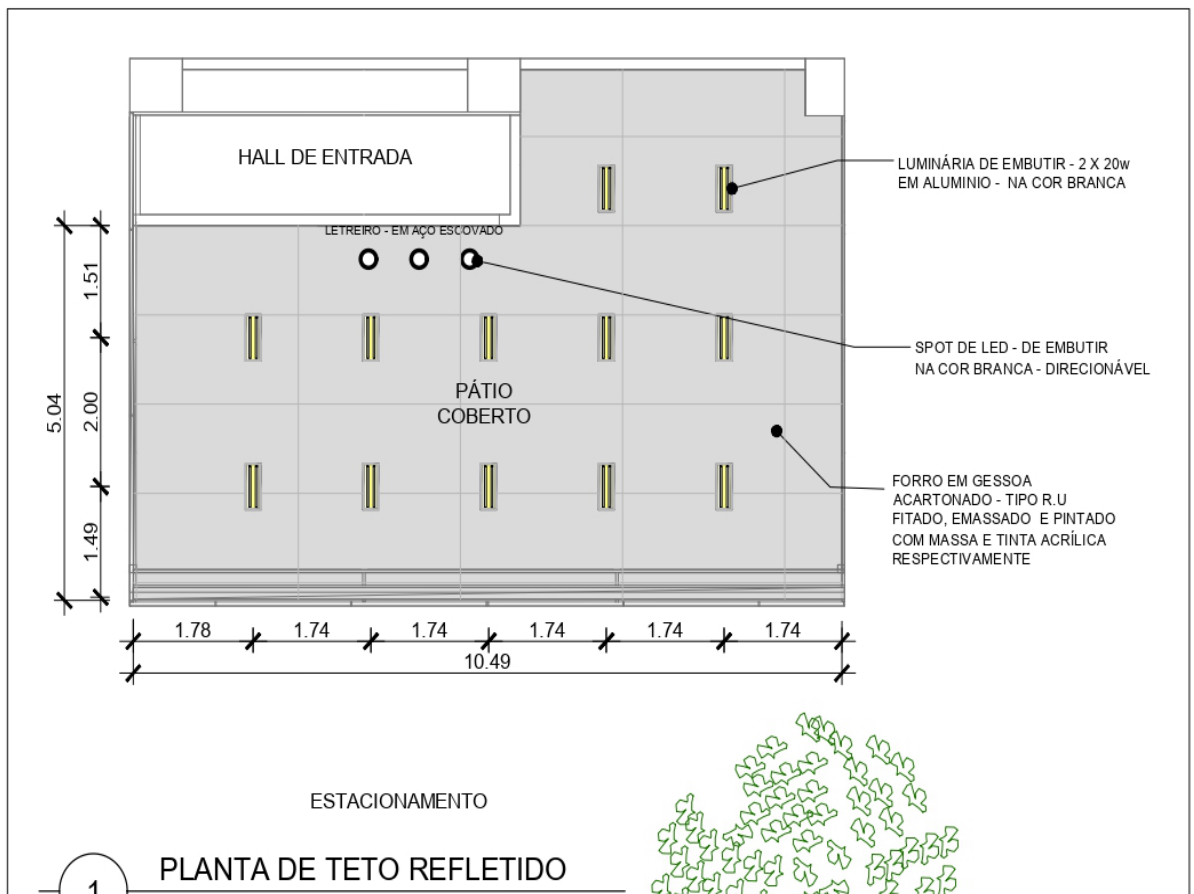 HALL DE ENTRADA
LUMINÁRIA DE EMBUTIR - 2 X 20w
EM ALUMINIO - NA COR BRANCA
LETREIRO - EM AÇO ESCOVADO
1.51
SPOT DE LED - DE EMBUTIR
NA COR BRANCA - DIRECIONÁVEL
5.04
2.00
PÁTIO
COBERTO
FORRO EM GESSOA
ACARTONADO - TIPO R.U
FITADO, EMASSADO E PINTADO
COM MASSA E TINTA ACRÍLICA
RESPECTIVAMENTE
1.49
1.78 1.74 1.74 1.74 1.74 1.74
10.49
ESTACIONAMENTO
1
PLANTA DE TETO REFLETIDO